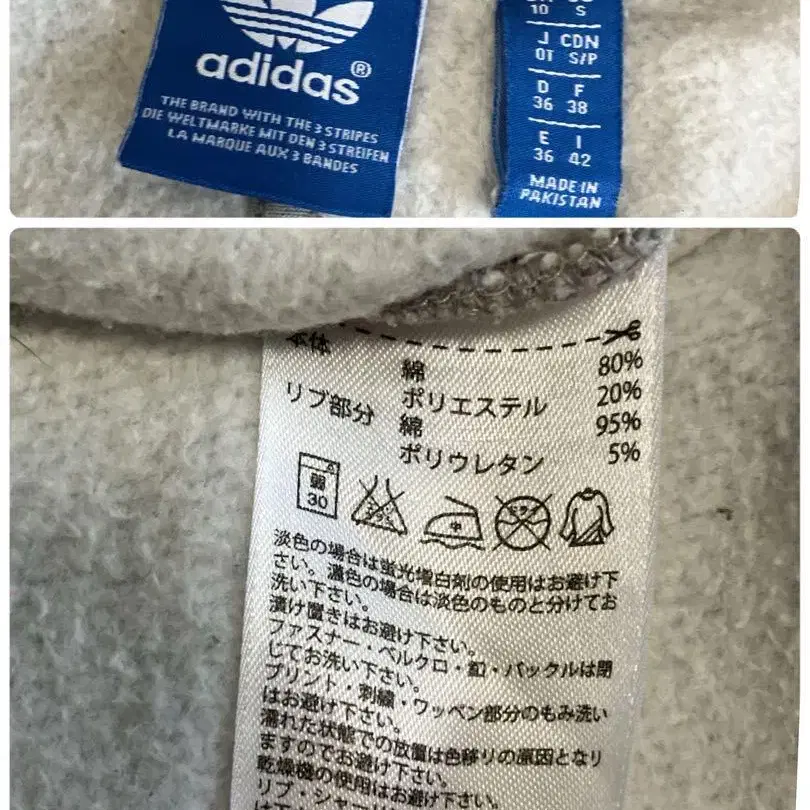 adidas®
THE BRAND WITH THE 3 STRIPES
DIE WELTMARKE MIT DEN 3 STREIFEN
LA MARQUE AUX 3 BANDES
10 S
J CDN
OT S/P
D F
36 38
E I
36 42
MADE IN
PAKISTAN
本体 綿 80%
ポリエステル 20%
リブ部分 綿 95%
ポリウレタン 5%
弱
30
中
淡色の場合は蛍光増白剤の使用はお避け下
さい。濃色の場合は淡色のものと分けてお
洗い下さい。
漬け置きはお避け下さい。
ファスナー・ベルクロ・釦・バックルは閉
じてお洗い下さい。
プリント・刺繍・ワッペン部分のもみ洗い
はお避け下さい。
濡れた状態での放置は色移りの原因となり
ますのでお避け下さい。
乾燥機の使用はお避け下さい。